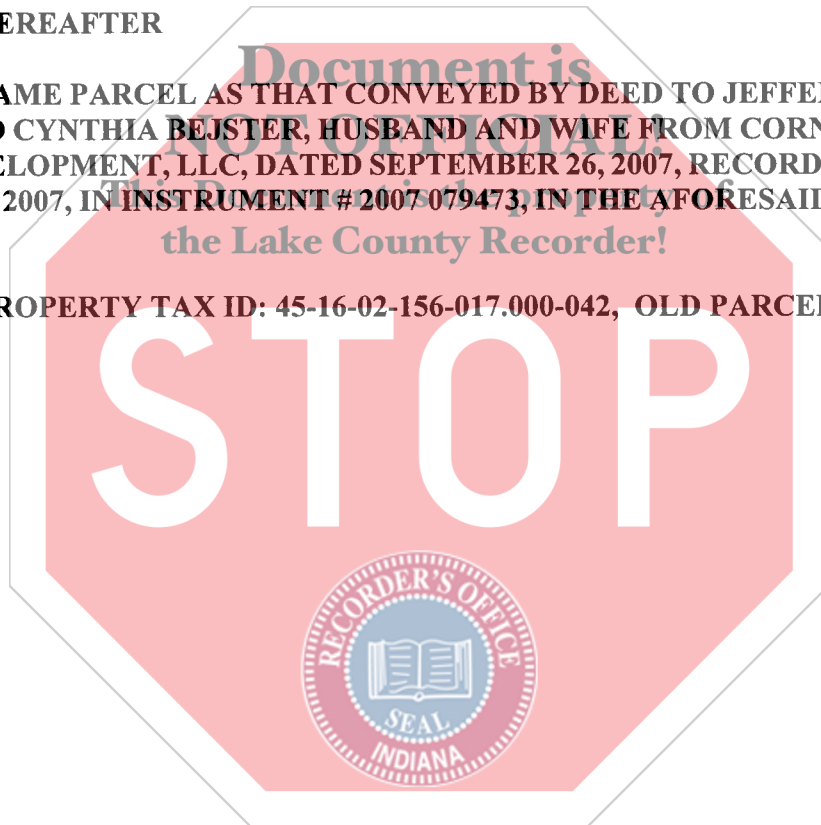 EREAFTER
Document is
AME PARCEL AS THAT CONVEYED BY DEED TO JEFFE
CYNTHIA BEJSTER, HUSBAND AND WIFE FROM CORN
NOT OFFICIAL!
ELOPMENT, LLC, DATED SEPTEMBER 26, 2007, RECORD
This Document is the property of
2007, IN INSTRUMENT # 2007 079473, IN THE AFORESAID
the Lake County Recorder!
ROPERTY TAX ID: 45-16-02-156-017.000-042, OLD PARCEL
STOP
RECORDER'S OFFICE
SEAL
INDIANA